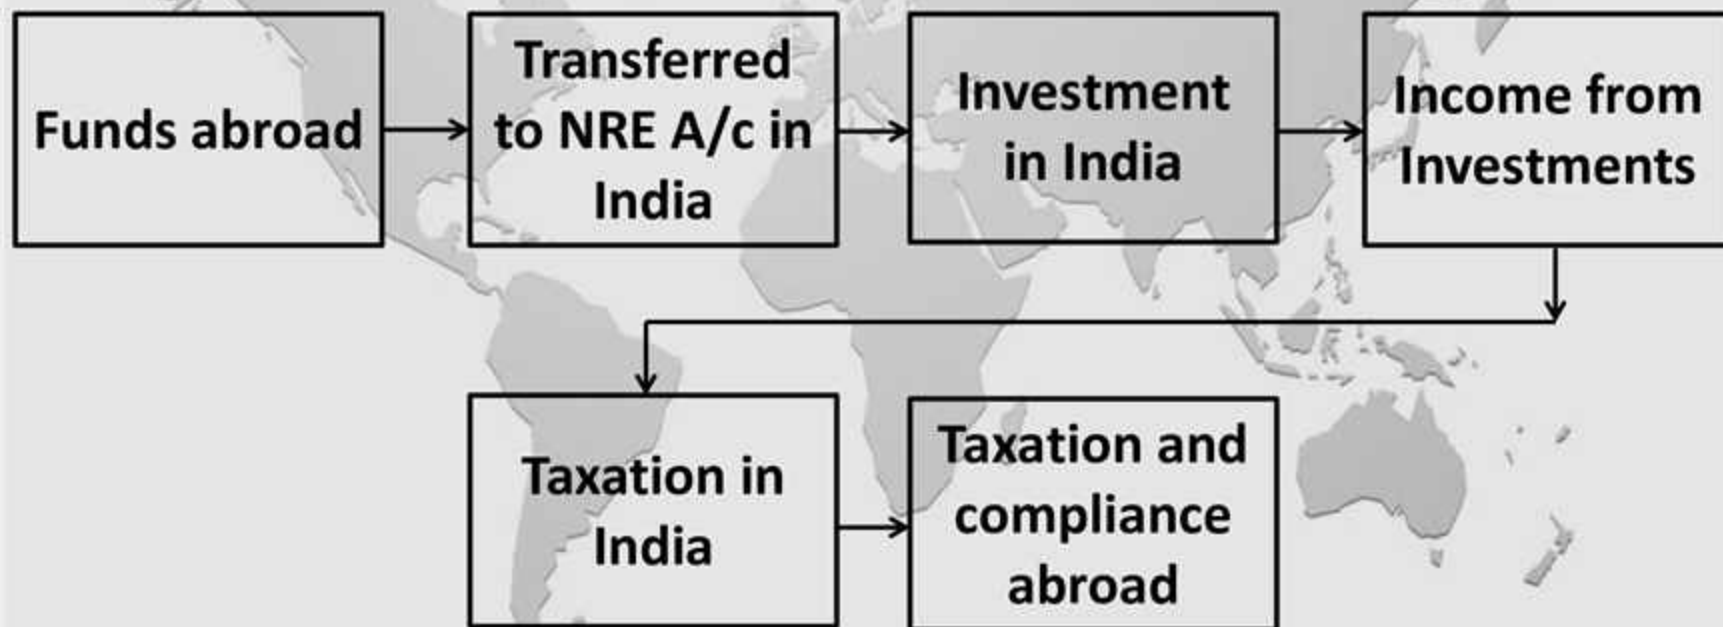 Funds abroad
Transferred
to NRE A/c in
India
Investment
in India
Income from
Investments
Taxation in
India
Taxation and
compliance
abroad